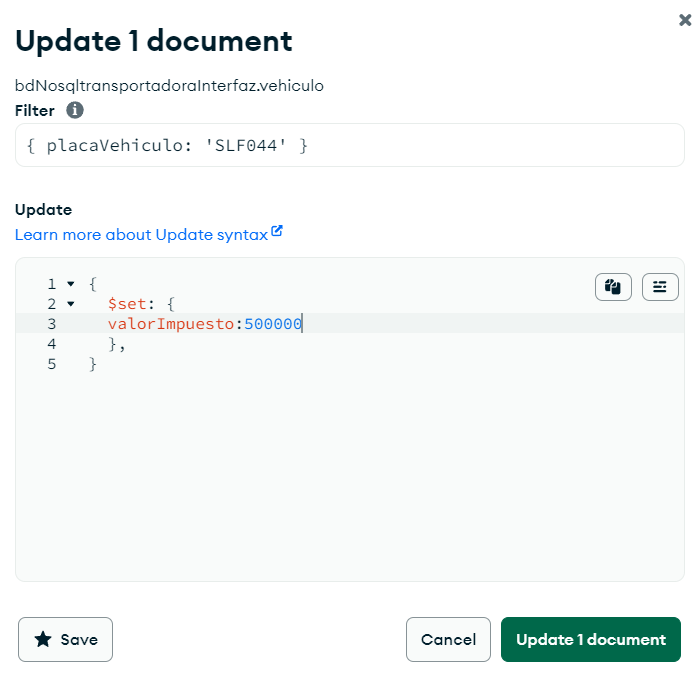 Update 1 document
bdNosqltransportadoraInterfaz.vehiculo
Filter
{ placaVehiculo: 'SLF044' }
Update
Learn more about Update syntax
1 {
2 $set: {
3 valorImpuesto:500000
4 },
5 }
Save
Cancel
Update 1 document